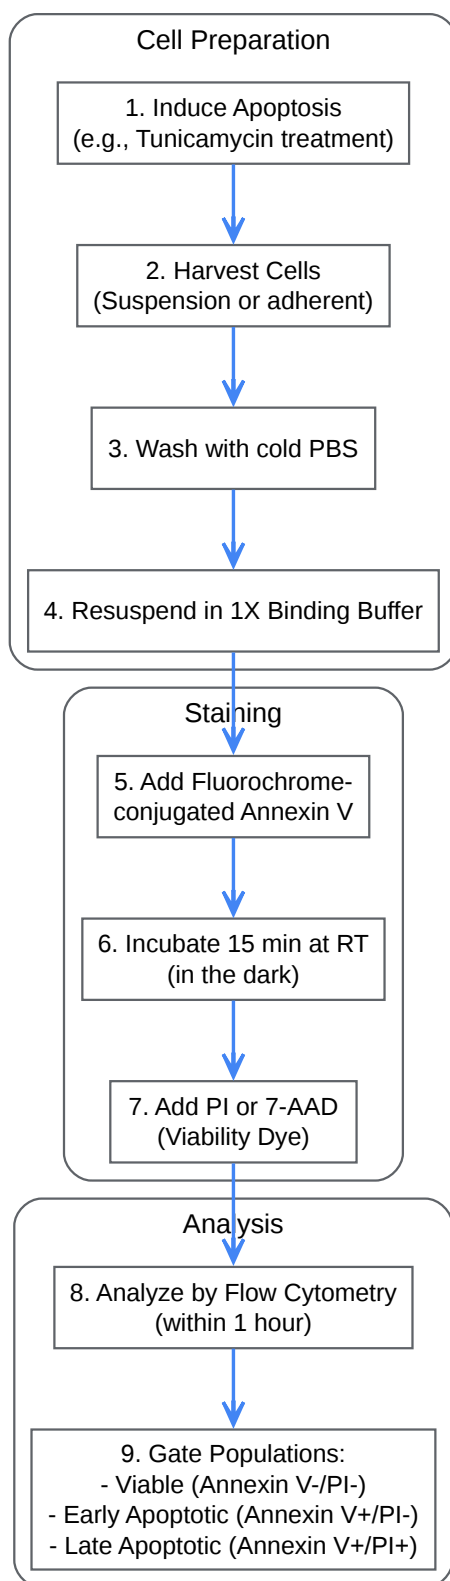 Cell Preparation
1. Induce Apoptosis
(e.g., Tunicamycin treatment)
2. Harvest Cells
(Suspension or adherent)
3. Wash with cold PBS
4. Resuspend in 1X Binding Buffer
Staining
5. Add Fluorochrome-
conjugated Annexin V
6. Incubate 15 min at RT
(in the dark)
7. Add PI or 7-AAD
(Viability Dye)
Analysis
8. Analyze by Flow Cytometry
(within 1 hour)
9. Gate Populations:
- Viable (Annexin V-/PI-)
- Early Apoptotic (Annexin V+/PI-)
- Late Apoptotic (Annexin V+/PI+)